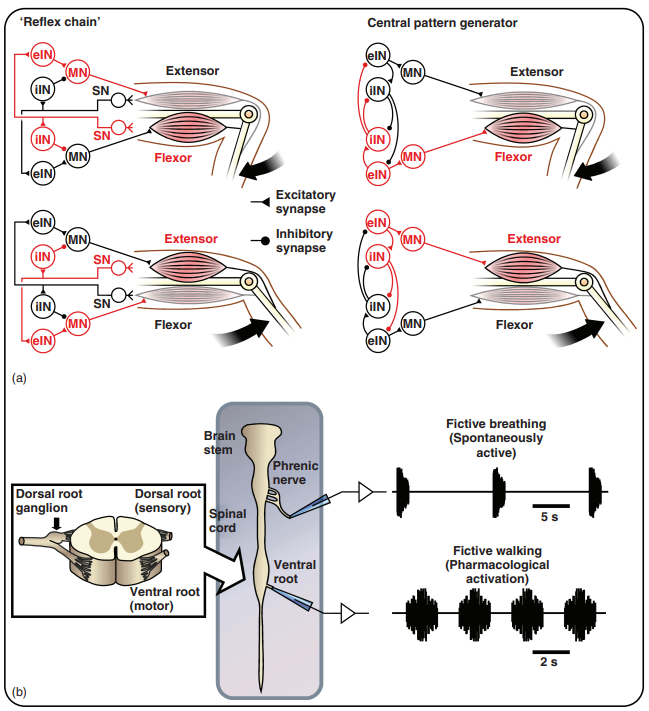 ‘Reflex chain’
eIN
MN
iIN
SN
Extensor
iIN
SN
MN
Flexor
eIN
Central pattern generator
eIN
MN
iIN
Extensor
iIN
MN
eIN
Flexor
Excitatory
synapse
Inhibitory
synapse
eIN
MN
iIN
SN
Extensor
iIN
SN
MN
Flexor
eIN
eIN
MN
iIN
Extensor
iIN
MN
Flexor
eIN
(a)
Brain
stem
Phrenic
nerve
Spinal
cord
Ventral
root
Dorsal root
ganglion
Dorsal root
(sensory)
Ventral root
(motor)
Fictive breathing
(Spontaneously
active)
5 s
Fictive walking
(Pharmacological
activation)
2 s
(b)